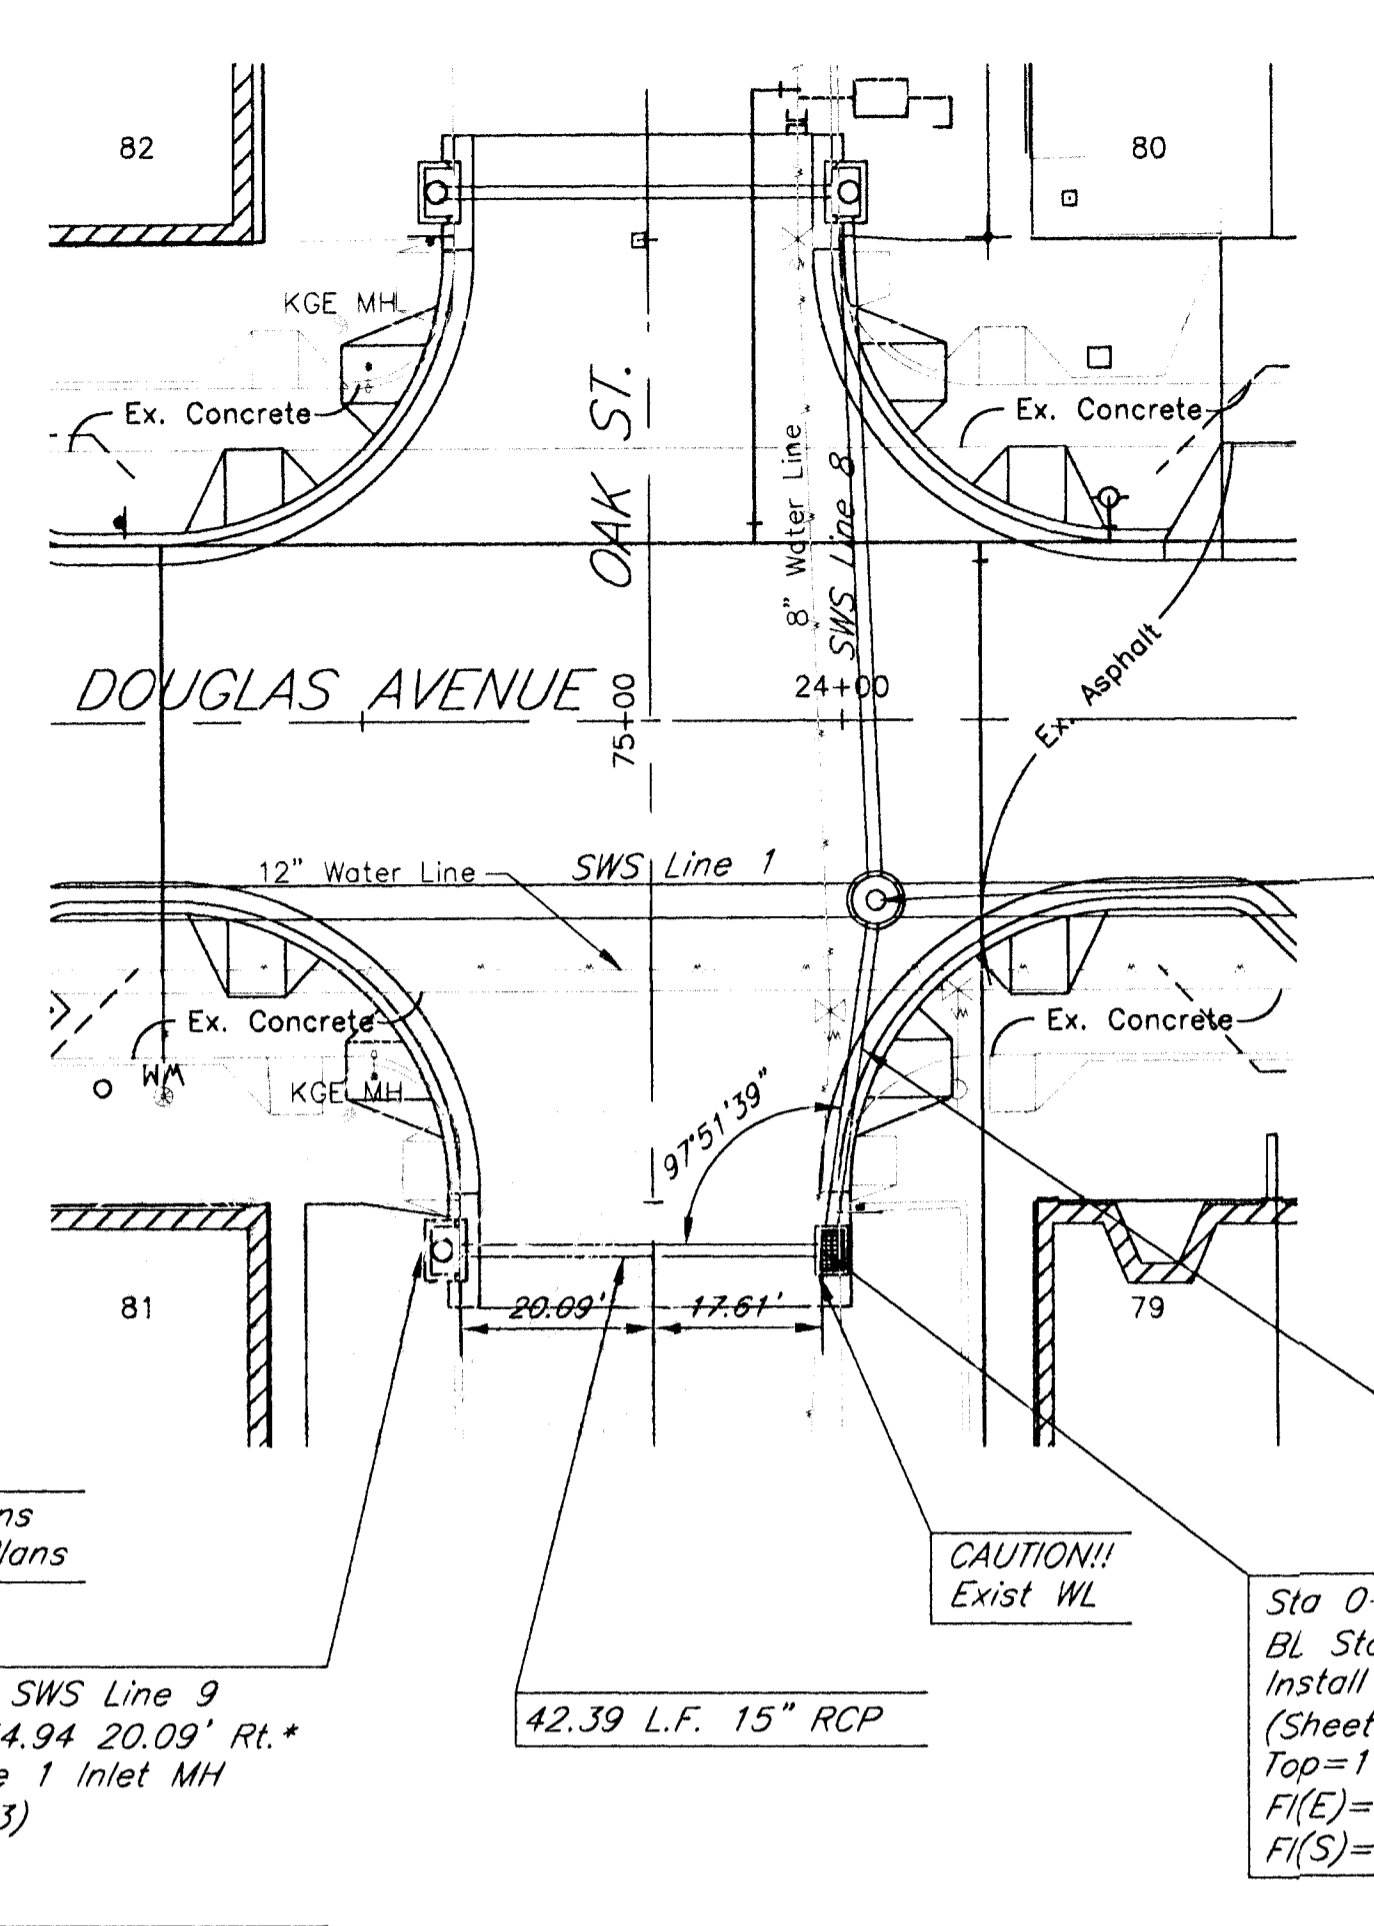 82
80
KGE MH
OAK ST.
Ex. Concrete
Ex. Concrete
8" Water Line
SWS Line 8
DOUGLAS AVENUE
75+00
24+00
Ex. Asphalt
12" Water Line
SWS Line 1
Ex. Concrete
Ex. Concrete
WM
KGE MH
97°51'39"
81
20.09'
17.61'
79
ns
lans
CAUTION!!
Exist WL
SWS Line 9
4.94 20.09' Rt.*
e 1 Inlet MH
3)
42.39 L.F. 15" RCP
Sta 0+
BL Sta
Install
(Sheet
Top=1
Fl(E)=
Fl(S)=